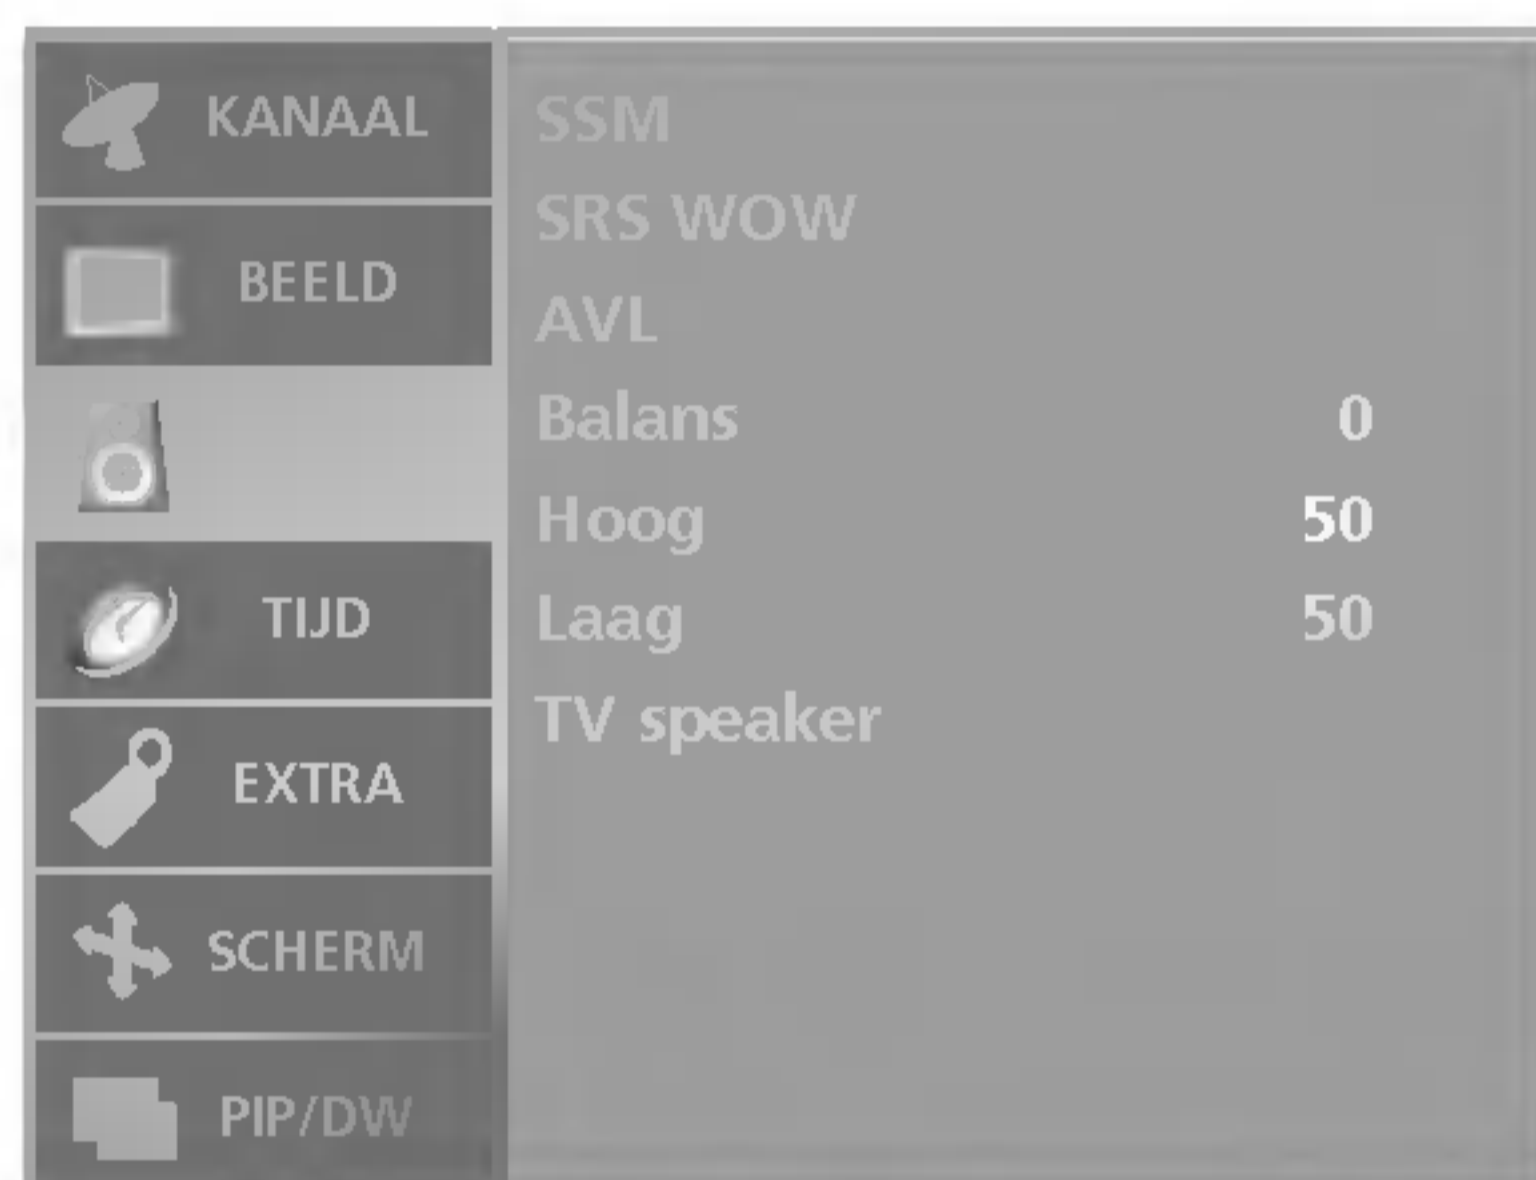 KANAAL
BEELD
TIJD
EXTRA
SCHERM
PIP/DW
SSM
SRS WOW
AVL
Balans 0
Hoog 50
Laag 50
TV speaker